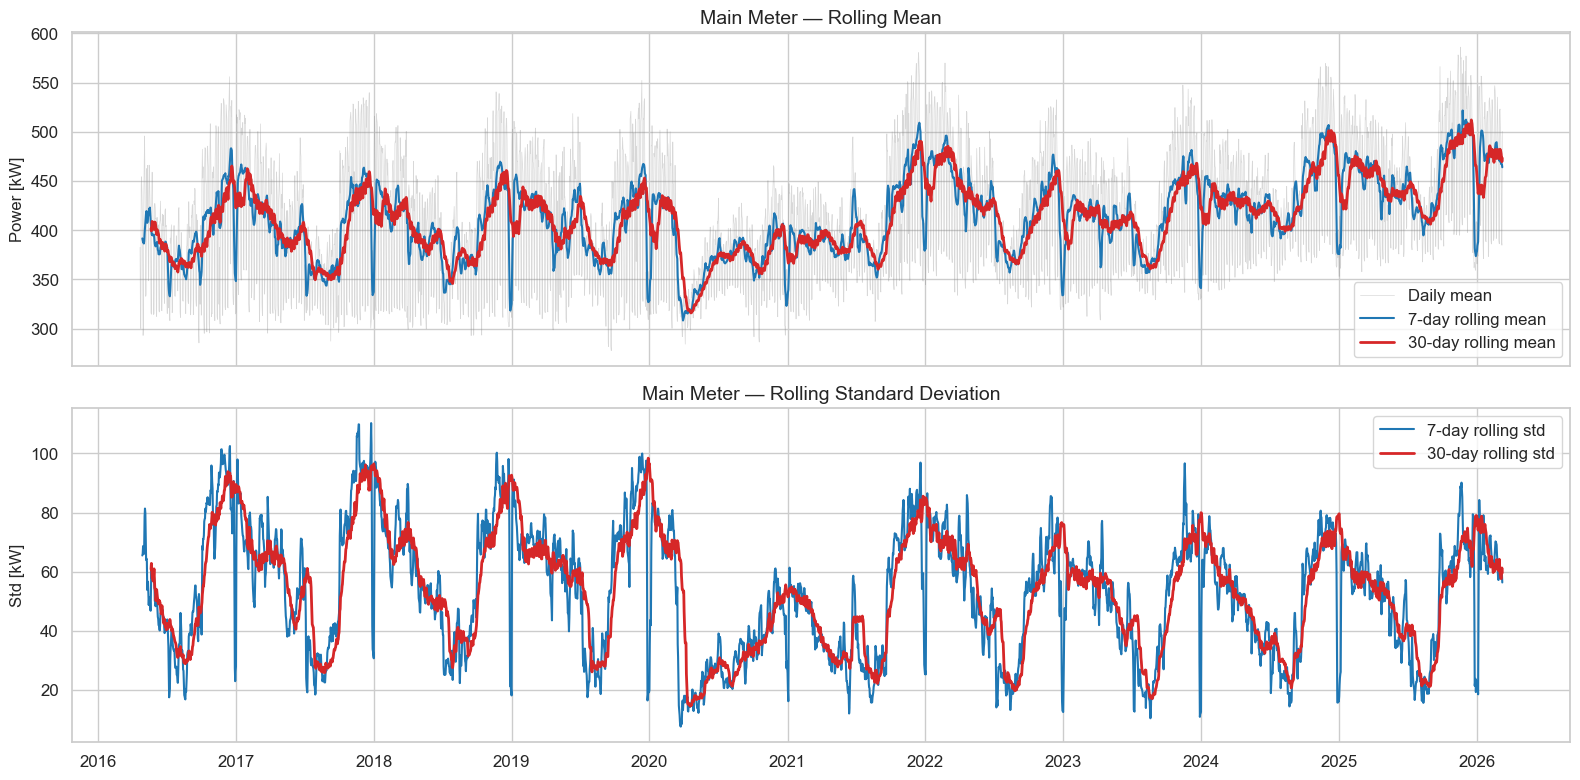 Main Meter — Rolling Mean
600
550
500
450
400
350
300
Power [kW]
Daily mean
7-day rolling mean
30-day rolling mean
Main Meter — Rolling Standard Deviation
100
80
60
40
20
Std [kW]
7-day rolling std
30-day rolling std
2016 2017 2018 2019 2020 2021 2022 2023 2024 2025 2026